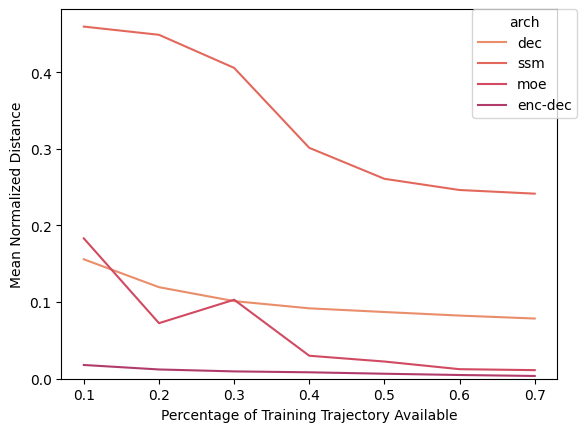 arch
dec
ssm
moe
enc-dec
Mean Normalized Distance
0.4
0.3
0.2
0.1
0.0
0.1 0.2 0.3 0.4 0.5 0.6 0.7
Percentage of Training Trajectory Available